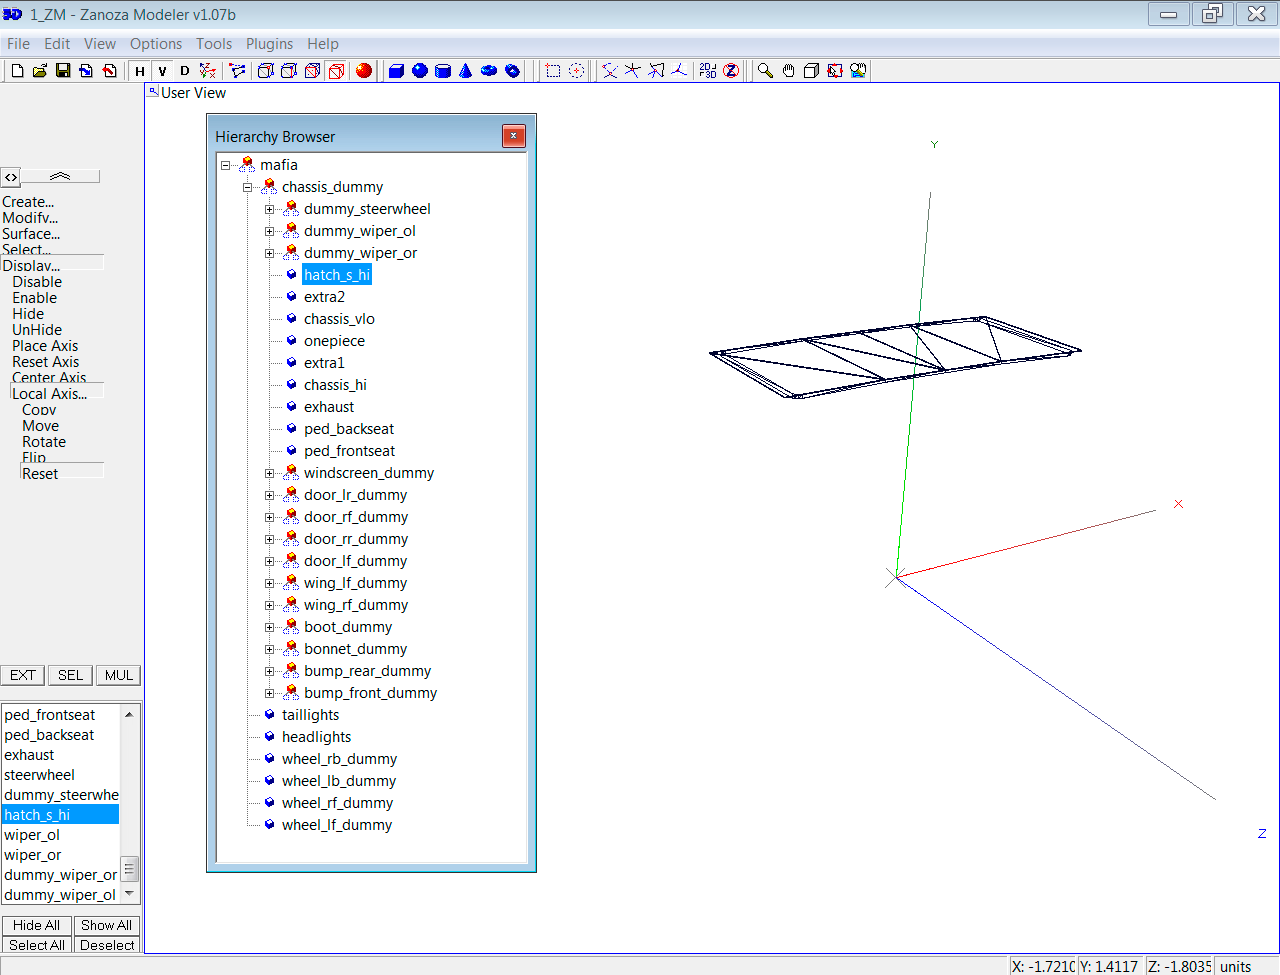 1_ZM - Zanoza Modeler v1.07b
File Edit View Options Tools Plugins Help
H V D
User View
Hierarchy Browser
mafia
chassis_dummy
dummy_steerwheel
dummy_wiper_ol
dummy_wiper_or
hatch_s_hi
extra2
chassis_vlo
onepiece
extra1
chassis_hi
exhaust
ped_backseat
ped_frontseat
windscreen_dummy
door_lr_dummy
door_rf_dummy
door_rr_dummy
door_lf_dummy
wing_lf_dummy
wing_rf_dummy
boot_dummy
bonnet_dummy
bump_rear_dummy
bump_front_dummy
taillights
headlights
wheel_rb_dummy
wheel_lb_dummy
wheel_rf_dummy
wheel_lf_dummy
Y
X
Z
Create...
Modify...
Surface...
Select...
Display...
Disable
Enable
Hide
UnHide
Place Axis
Reset Axis
Center Axis
Local Axis...
Copy
Move
Rotate
Flip
Reset
EXT SEL MUL
ped_frontseat
ped_backseat
exhaust
steerwheel
dummy_steerwhe
hatch_s_hi
wiper_ol
wiper_or
dummy_wiper_or
dummy_wiper_ol
Hide All Show All
Select All Deselect
X: -1.7210 Y: 1.4117 Z: -1.8035 units